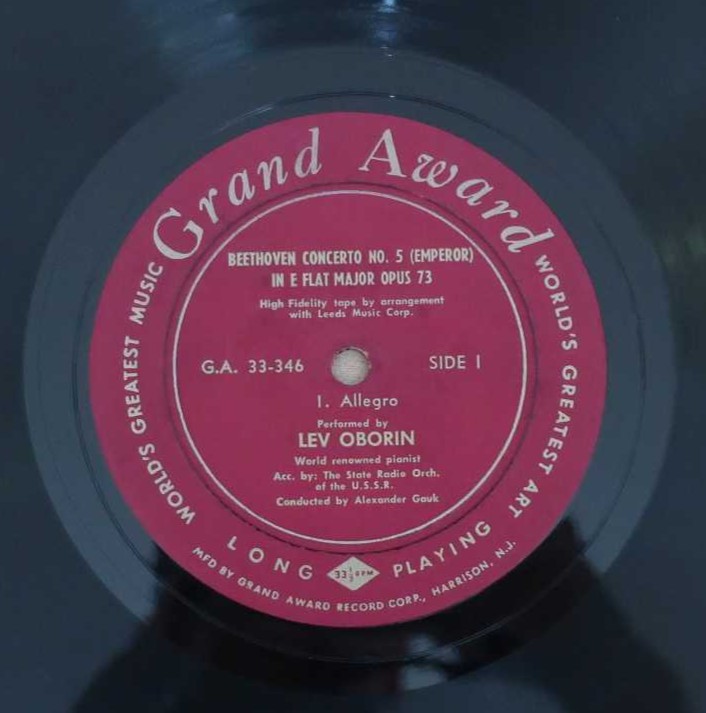 Grand Award
WORLD'S GREATEST MUSIC
WORLD'S GREATEST ART
BEETHOVEN CONCERTO NO. 5 (EMPEROR)
IN E FLAT MAJOR OPUS 73
High Fidelity tape by arrangement
with Leeds Music Corp.
G.A. 33-346
SIDE I
I. Allegro
Performed by
LEV OBORIN
World renowned pianist
Acc. by: The State Radio Orch.
of the U.S.S.R.
Conducted by Alexander Gauk
LONG 33 1/3 RPM PLAYING
MFD BY GRAND AWARD RECORD CORP., HARRISON, N.J.